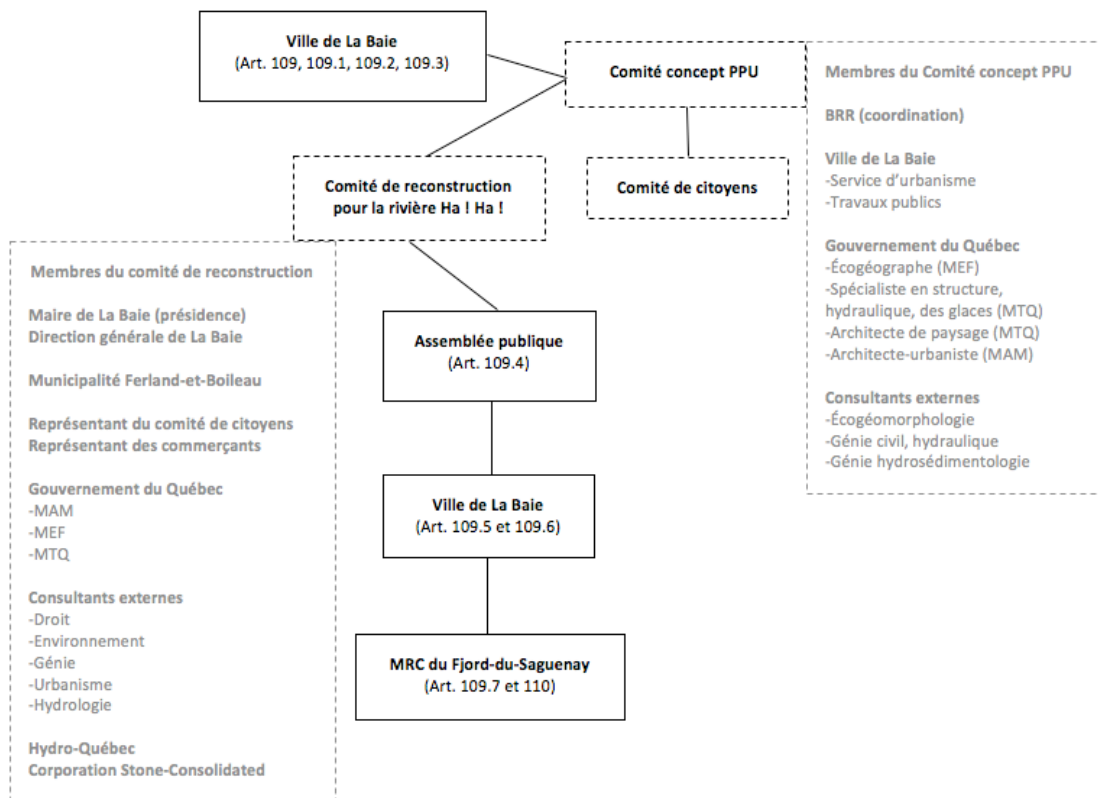 Ville de La Baie
(Art. 109, 109.1, 109.2, 109.3)
Comité concept PPU
Membres du Comité concept PPU
BRR (coordination)
Ville de La Baie
-Service d'urbanisme
-Travaux publics
Gouvernement du Québec
-Écogéographe (MEF)
-Spécialiste en structure,
hydraulique, des glaces (MTQ)
-Architecte de paysage (MTQ)
-Architecte-urbaniste (MAM)
Consultants externes
-Écogéomorphologie
-Génie civil, hydraulique
-Génie hydrosédimentologie
Comité de citoyens
Comité de reconstruction
pour la rivière Ha ! Ha !
Membres du comité de reconstruction
Maire de La Baie (présidence)
Direction générale de La Baie
Municipalité Ferland-et-Boileau
Représentant du comité de citoyens
Représentant des commerçants
Gouvernement du Québec
-MAM
-MEF
-MTQ
Consultants externes
-Droit
-Environnement
-Génie
-Urbanisme
-Hydrologie
Hydro-Québec
Corporation Stone-Consolidated
Assemblée publique
(Art. 109.4)
Ville de La Baie
(Art. 109.5 et 109.6)
MRC du Fjord-du-Saguenay
(Art. 109.7 et 110)